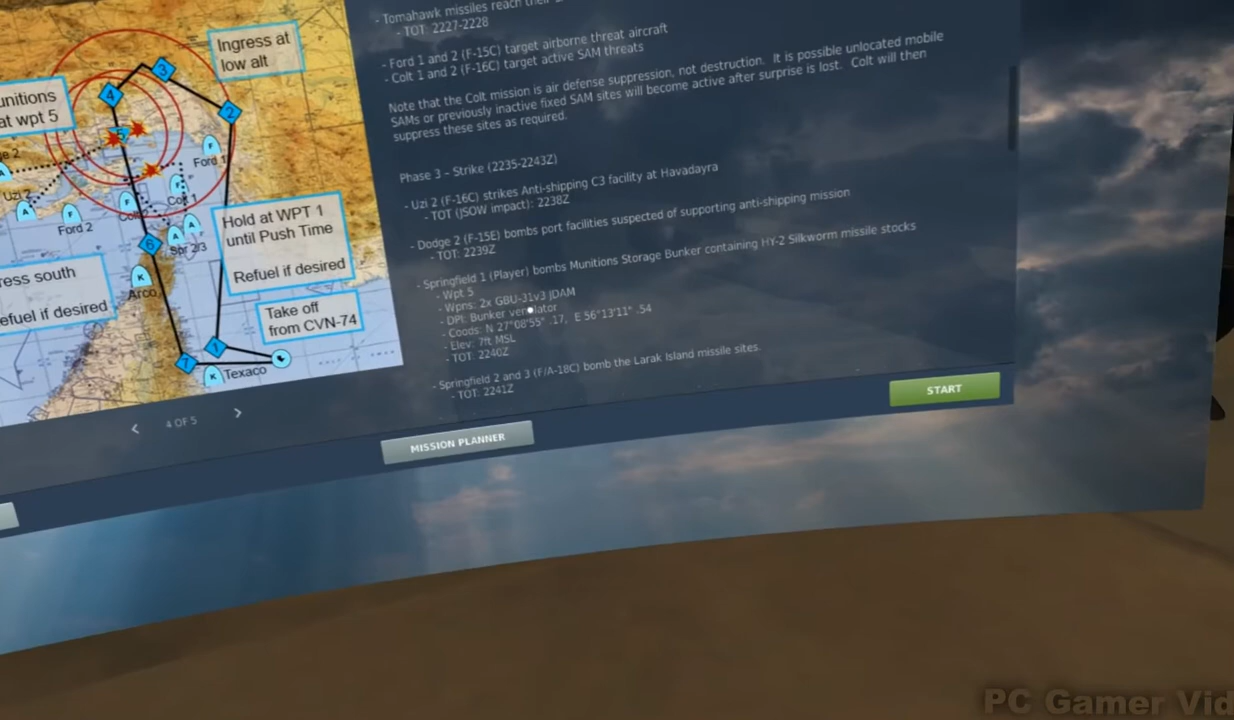 Ingress at
low alt
unitions
at wpt 5
3
4
2
5
Ford 1
Uzi 2
Ford 2
Hold at WPT 1
until Push Time
Refuel if desired
6
Spr 2/3
Arco
ress south
efuel if desired
Take off
from CVN-74
1
7
K Texaco
4 OF 5
- Tomahawk missiles reach their
- TOT: 2227-2228
- Ford 1 and 2 (F-15C) target airborne threat aircraft
- Colt 1 and 2 (F-16C) target active SAM threats
Note that the Colt mission is air defense suppression, not destruction. It is possible unlocated mobile
SAMs or previously inactive fixed SAM sites will become active after surprise is lost. Colt will then
suppress these sites as required.
Phase 3 - Strike (2235-2243Z)
- Uzi 2 (F-16C) strikes Anti-shipping C3 facility at Havadayra
- TOT (JSOW impact): 2238Z
- Dodge 2 (F-15E) bombs port facilities suspected of supporting anti-shipping mission
- TOT: 2239Z
- Springfield 1 (Player) bombs Munitions Storage Bunker containing HY-2 Silkworm missile stocks
- Wpt 5
- Wpns: 2x GBU-31v3 JDAM
- DPI: Bunker ventilator
- Coods: N 27°08'55" .17, E 56°13'11" .54
- Elev: 7ft MSL
- TOT: 2240Z
- Springfield 2 and 3 (F/A-18C) bomb the Larak Island missile sites.
- TOT: 2241Z
MISSION PLANNER
START
PC Gamer Vid